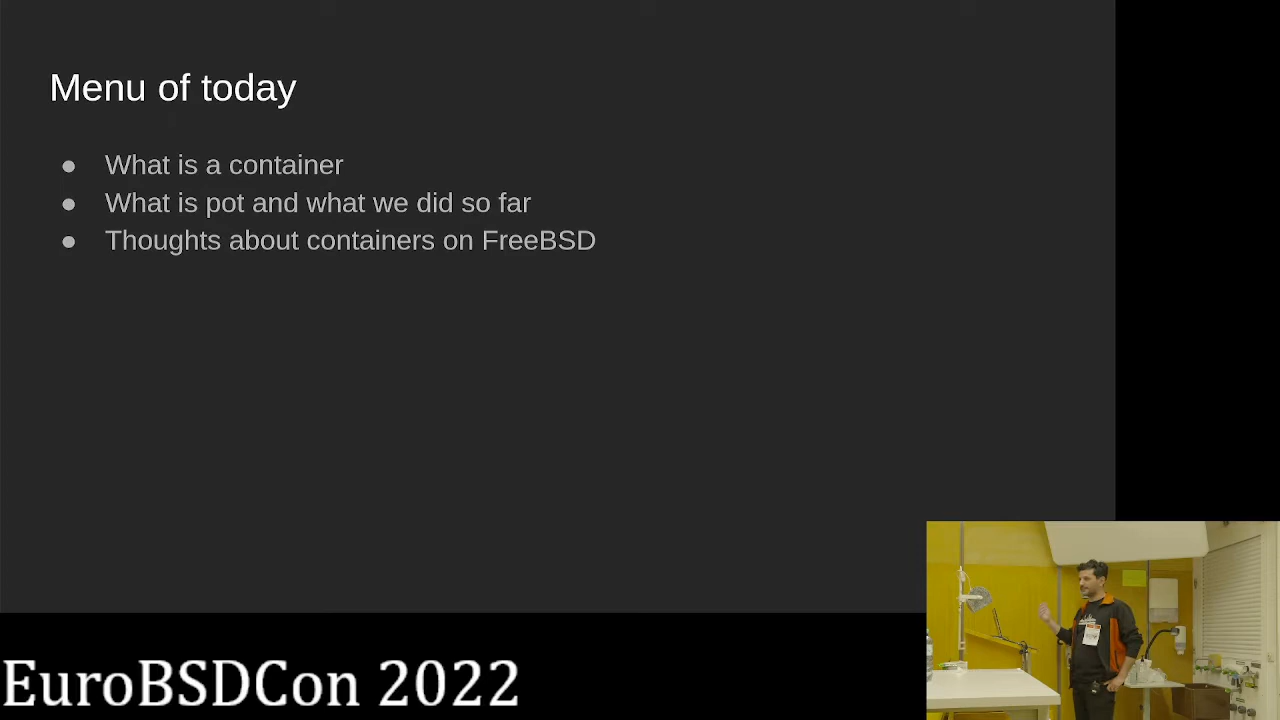 Menu of today
● What is a container
● What is pot and what we did so far
● Thoughts about containers on FreeBSD
EuroBSDCon 2022